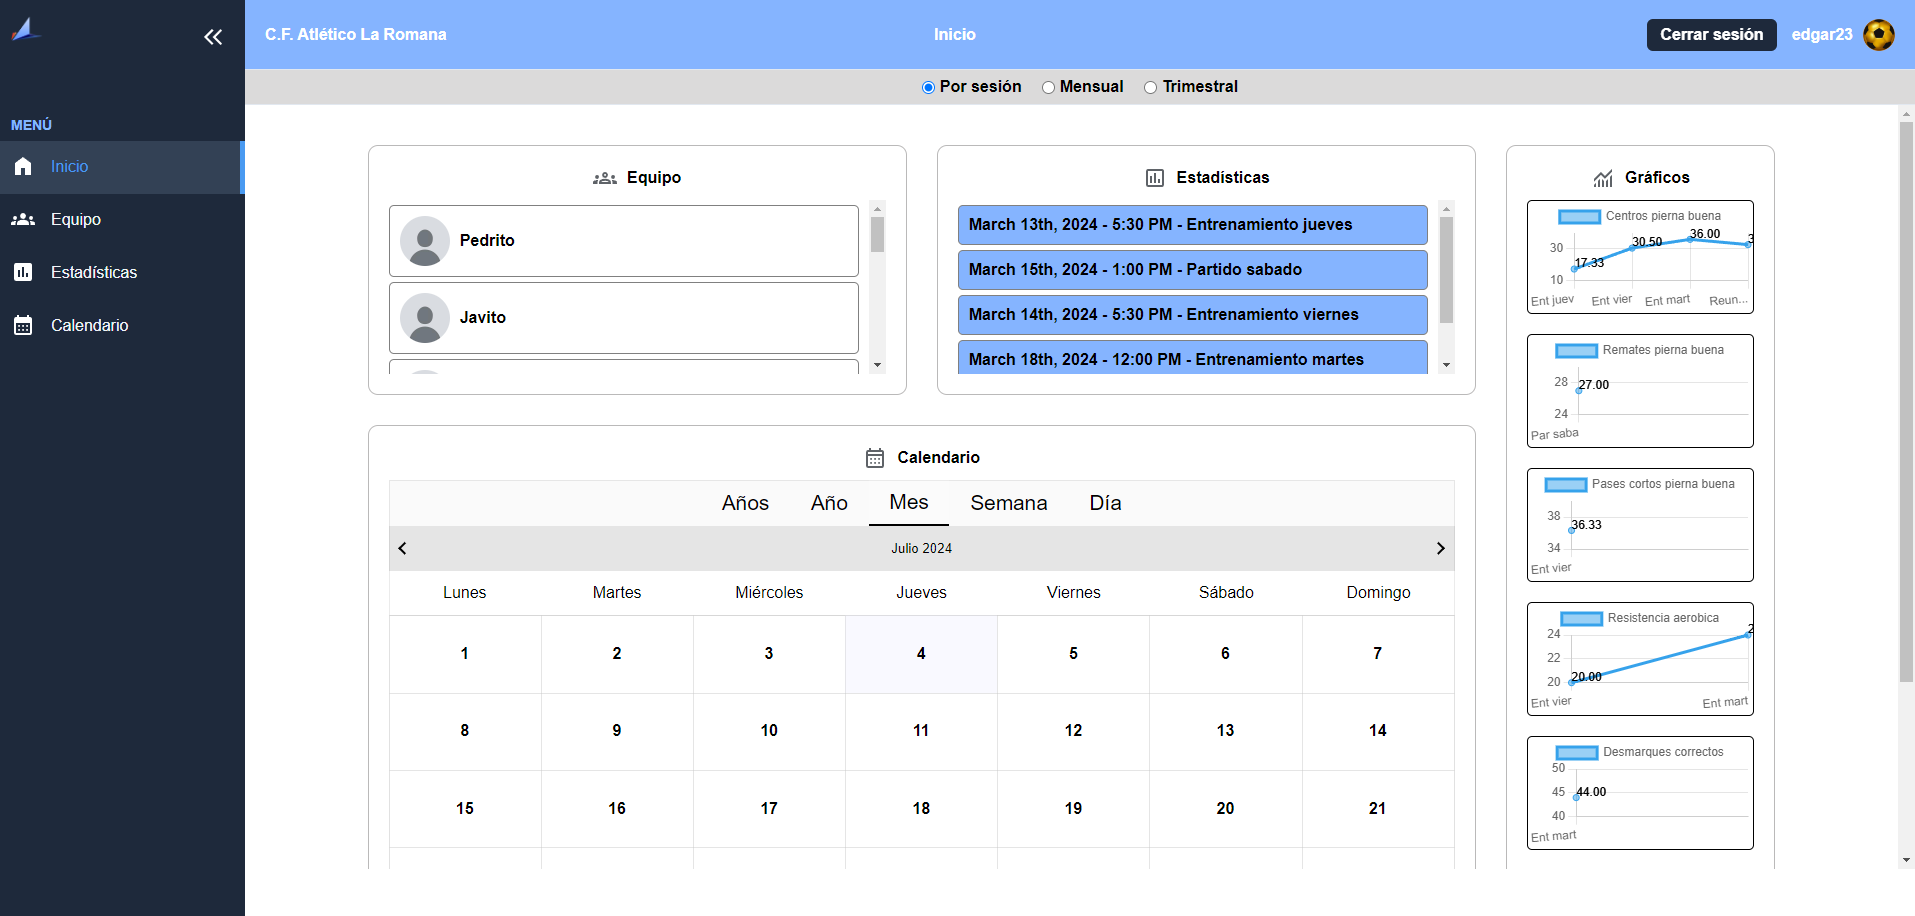 C.F. Atlético La Romana
Inicio
Cerrar sesión
edgar23
Por sesión
Mensual
Trimestral
MENÚ
Inicio
Equipo
Estadísticas
Calendario
Equipo
Pedrito
Javito
Estadísticas
March 13th, 2024 - 5:30 PM - Entrenamiento jueves
March 15th, 2024 - 1:00 PM - Partido sabado
March 14th, 2024 - 5:30 PM - Entrenamiento viernes
March 18th, 2024 - 12:00 PM - Entrenamiento martes
Gráficos
Centros pierna buena
30
10
17.33
30.50
36.00
3
Ent juev
Ent vier
Ent mart
Reun...
Remates pierna buena
28
24
27.00
Par saba
Pases cortos pierna buena
38
34
36.33
Ent vier
Resistencia aerobica
24
22
20
20.00
2
Ent vier
Ent mart
Desmarques correctos
50
45
40
44.00
Ent mart
Calendario
Años Año Mes Semana Día
Julio 2024
Lunes Martes Miércoles Jueves Viernes Sábado Domingo
1 2 3 4 5 6 7
8 9 10 11 12 13 14
15 16 17 18 19 20 21